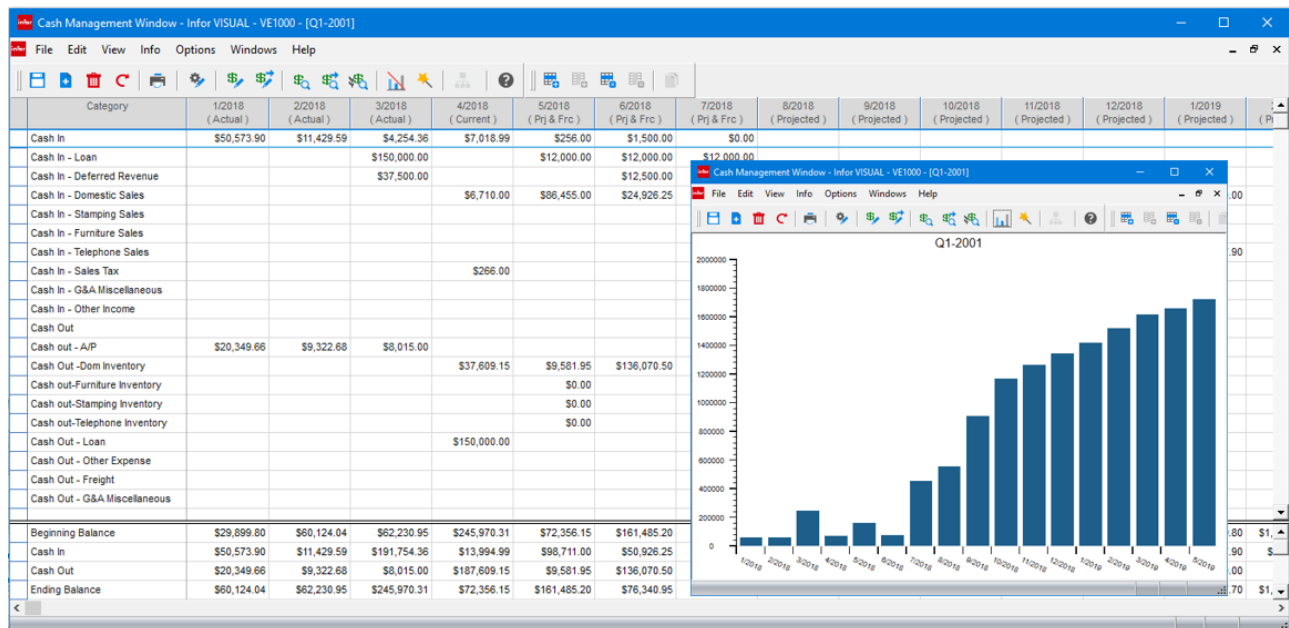 infor Cash Management Window - Infor VISUAL - VE1000 - [Q1-2001]
infor File Edit View Info Options Windows Help
Category 1/2018 2/2018 3/2018 4/2018 5/2018 6/2018 7/2018 8/2018 9/2018 10/2018 11/2018 12/2018 1/2019
( Actual ) ( Actual ) ( Actual ) ( Current ) ( Prj & Frc ) ( Prj & Frc ) ( Prj & Frc ) ( Projected ) ( Projected ) ( Projected ) ( Projected ) ( Projected ) ( Projected )
Cash In $50,573.90 $11,429.59 $4,254.36 $7,018.99 $256.00 $1,500.00 $0.00
Cash In - Loan $150,000.00 $12,000.00 $12,000.00 $12,000.00
Cash In - Deferred Revenue $37,500.00 $12,500.00
Cash In - Domestic Sales $6,710.00 $86,455.00 $24,926.25 .00
Cash In - Stamping Sales
Cash In - Furniture Sales
Cash In - Telephone Sales .90
Cash In - Sales Tax $266.00
Cash In - G&A Miscellaneous
Cash In - Other Income
Cash Out
Cash out - A/P $20,349.66 $9,322.68 $8,015.00
Cash Out -Dom Inventory $37,609.15 $9,581.95 $136,070.50
Cash out-Furniture Inventory $0.00
Cash out-Stamping Inventory $0.00
Cash out-Telephone Inventory $0.00
Cash Out - Loan $150,000.00
Cash Out - Other Expense
Cash Out - Freight
Cash Out - G&A Miscellaneous
Beginning Balance $29,899.80 $60,124.04 $62,230.95 $245,970.31 $72,356.15 $161,485.20 .80 $1,
Cash In $50,573.90 $11,429.59 $191,754.36 $13,994.99 $98,711.00 $50,926.25 .90 $
Cash Out $20,349.66 $9,322.68 $8,015.00 $187,609.15 $9,581.95 $136,070.50 .00
Ending Balance $60,124.04 $62,230.95 $245,970.31 $72,356.15 $161,485.20 $76,340.95 .70 $1,
infor Cash Management Window - Infor VISUAL - VE1000 - [Q1-2001]
infor File Edit View Info Options Windows Help
Q1-2001
2000000
1800000
1600000
1400000
1200000
1000000
800000
600000
400000
200000
0
1/2018 2/2018 3/2018 4/2018 5/2018 6/2018 7/2018 8/2018 9/2018 10/2018 11/2018 12/2018 1/2019 2/2019 3/2019 4/2019 5/2019